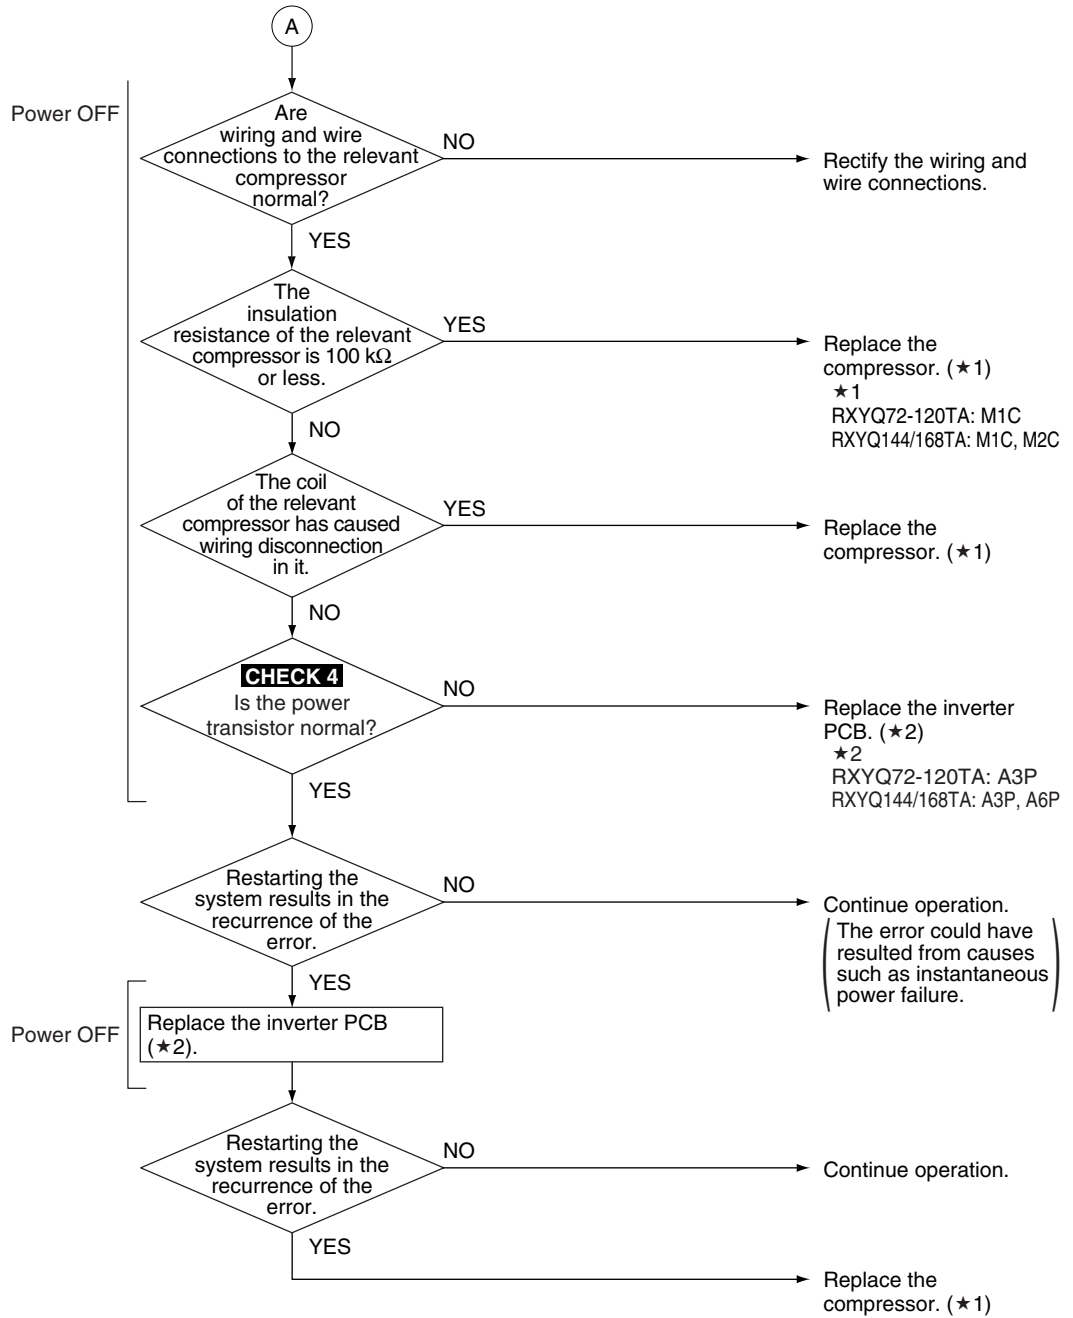 A
Power OFF
Are
wiring and wire
connections to the relevant
compressor
normal?
NO
Rectify the wiring and
wire connections.
YES
The
insulation
resistance of the relevant
compressor is 100 kΩ
or less.
YES
Replace the
compressor. (★1)
★1
RXYQ72-120TA: M1C
RXYQ144/168TA: M1C, M2C
NO
The coil
of the relevant
compressor has caused
wiring disconnection
in it.
YES
Replace the
compressor. (★1)
NO
CHECK 4
Is the power
transistor normal?
NO
Replace the inverter
PCB. (★2)
★2
RXYQ72-120TA: A3P
RXYQ144/168TA: A3P, A6P
YES
Restarting the
system results in the
recurrence of the
error.
NO
Continue operation.
(The error could have
resulted from causes
such as instantaneous
power failure.)
YES
Power OFF
Replace the inverter PCB
(★2).
Restarting the
system results in the
recurrence of the
error.
NO
Continue operation.
YES
Replace the
compressor. (★1)